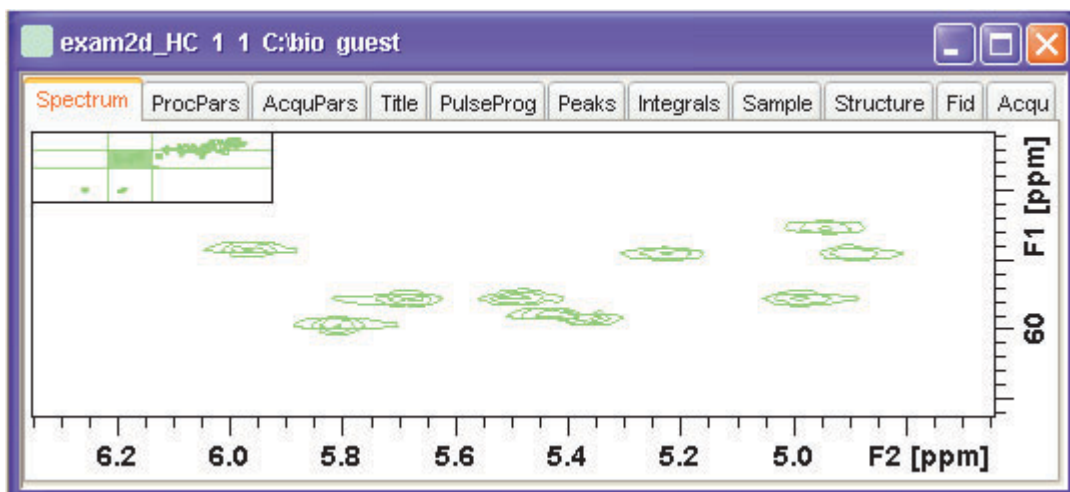 exam2d_HC 1 1 C:\bio guest
Spectrum ProcPars AcquPars Title PulseProg Peaks Integrals Sample Structure Fid Acqu
F1 [ppm]
60
6.2 6.0 5.8 5.6 5.4 5.2 5.0 F2 [ppm]